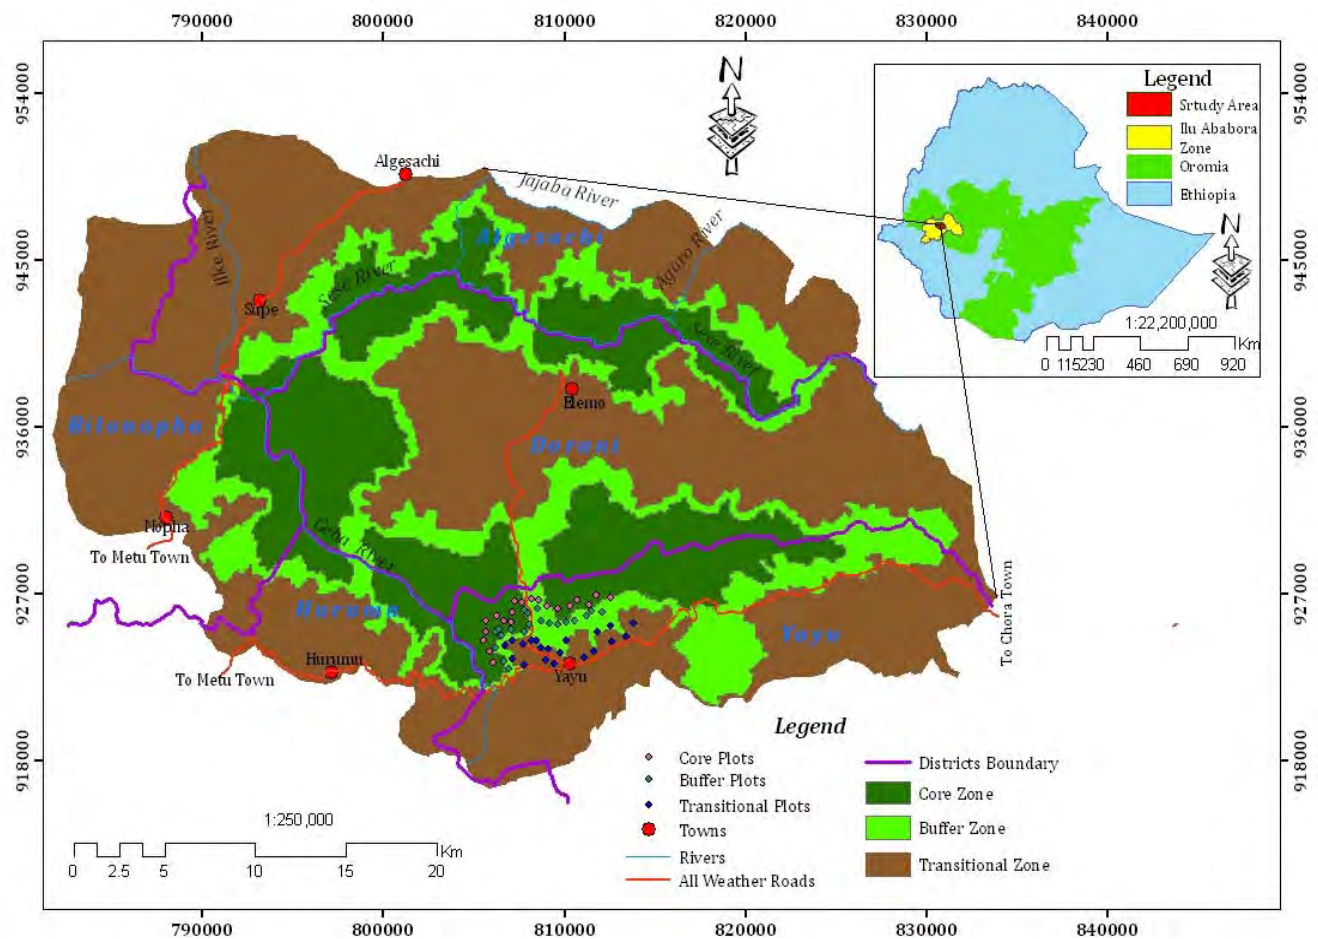 790000 800000 810000 820000 830000 840000
954000
945000
936000
927000
918000
954000
945000
936000
927000
918000
N
Legend
Srtudy Area
Ilu Ababora
Zone
Oromia
Ethiopia
N
1:22,200,000
Km
0 115230 460 690 920
Algesachi
Jajaba River
Agaro River
Ilke River
Algesachi
Sese River
Supe
Sese River
Elemo
Dorani
Nopha
To Metu Town
Geba River
Hurumu
To Chora Town
Yayu
Hurumu
To Metu Town
Yayu
Legend
Core Plots
Buffer Plots
Transitional Plots
Towns
Rivers
All Weather Roads
Districts Boundary
Core Zone
Buffer Zone
Transitional Zone
1:250,000
Km
0 2.5 5 10 15 20
790000 800000 810000 820000 830000 840000